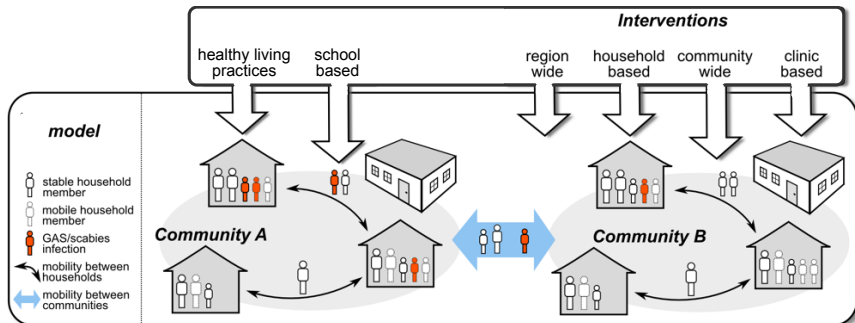 Interventions
healthy living
practices
school
based
region
wide
household
based
community
wide
clinic
based
model
stable household
member
mobile household
member
GAS/scabies
infection
mobility between
households
mobility between
communities
Community A
Community B